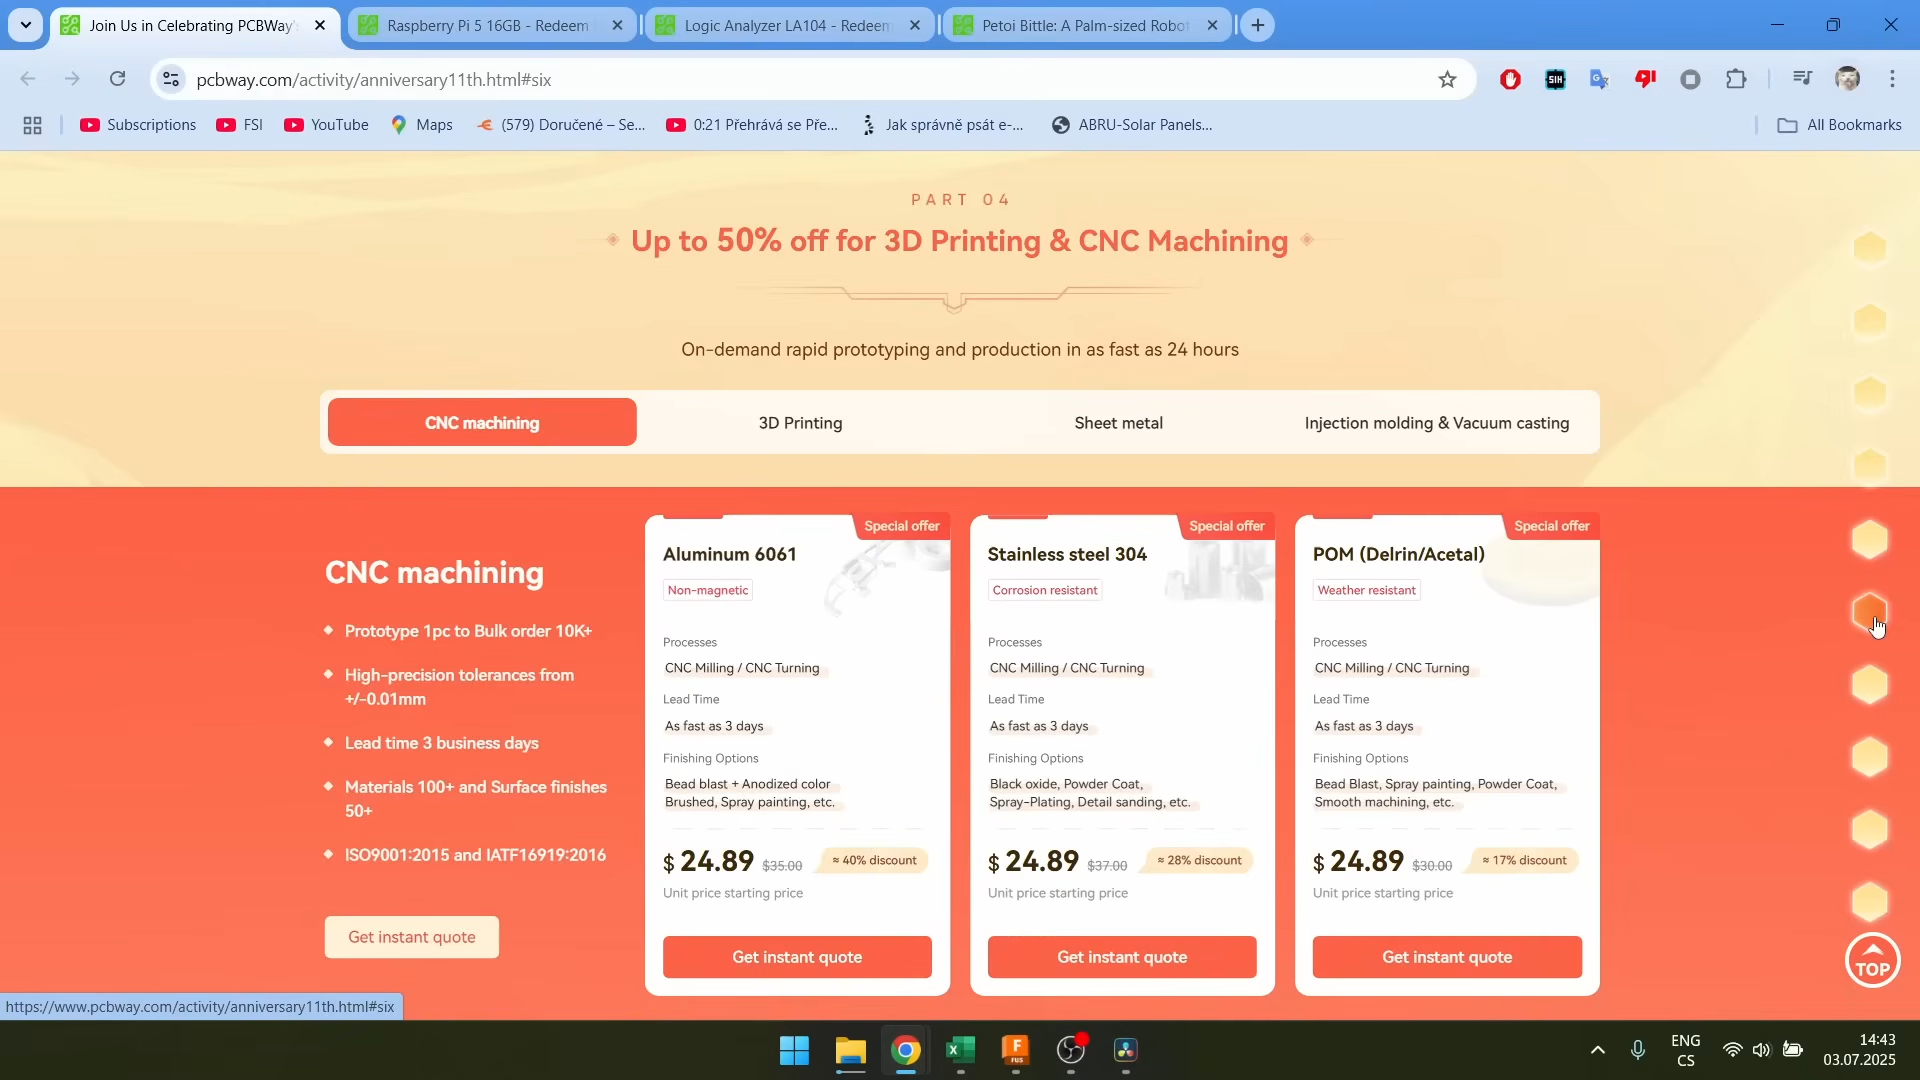 Join Us in Celebrating PCBWay's
Raspberry Pi 5 16GB - Redeem
Logic Analyzer LA104 - Redeem
Petoi Bittle: A Palm-sized Robot
pcbway.com/activity/anniversary11th.html#six
SIH
Subscriptions
FSI
YouTube
Maps
(579) Doručené – Se...
0:21 Přehrává se Pře...
Jak správně psát e-...
ABRU-Solar Panels...
All Bookmarks
PART 04
Up to 50% off for 3D Printing & CNC Machining
On-demand rapid prototyping and production in as fast as 24 hours
CNC machining
3D Printing
Sheet metal
Injection molding & Vacuum casting
CNC machining
Prototype 1pc to Bulk order 10K+
High-precision tolerances from
+/-0.01mm
Lead time 3 business days
Materials 100+ and Surface finishes
50+
ISO9001:2015 and IATF16919:2016
Get instant quote
Special offer
Aluminum 6061
Non-magnetic
Processes
CNC Milling / CNC Turning
Lead Time
As fast as 3 days
Finishing Options
Bead blast + Anodized color
Brushed, Spray painting, etc.
$ 24.89 $35.00 ≈ 40% discount
Unit price starting price
Get instant quote
Special offer
Stainless steel 304
Corrosion resistant
Processes
CNC Milling / CNC Turning
Lead Time
As fast as 3 days
Finishing Options
Black oxide, Powder Coat,
Spray-Plating, Detail sanding, etc.
$ 24.89 $37.00 ≈ 28% discount
Unit price starting price
Get instant quote
Special offer
POM (Delrin/Acetal)
Weather resistant
Processes
CNC Milling / CNC Turning
Lead Time
As fast as 3 days
Finishing Options
Bead Blast, Spray painting, Powder Coat,
Smooth machining, etc.
$ 24.89 $30.00 ≈ 17% discount
Unit price starting price
Get instant quote
TOP
https://www.pcbway.com/activity/anniversary11th.html#six
F
FUS
ENG
CS
14:43
03.07.2025